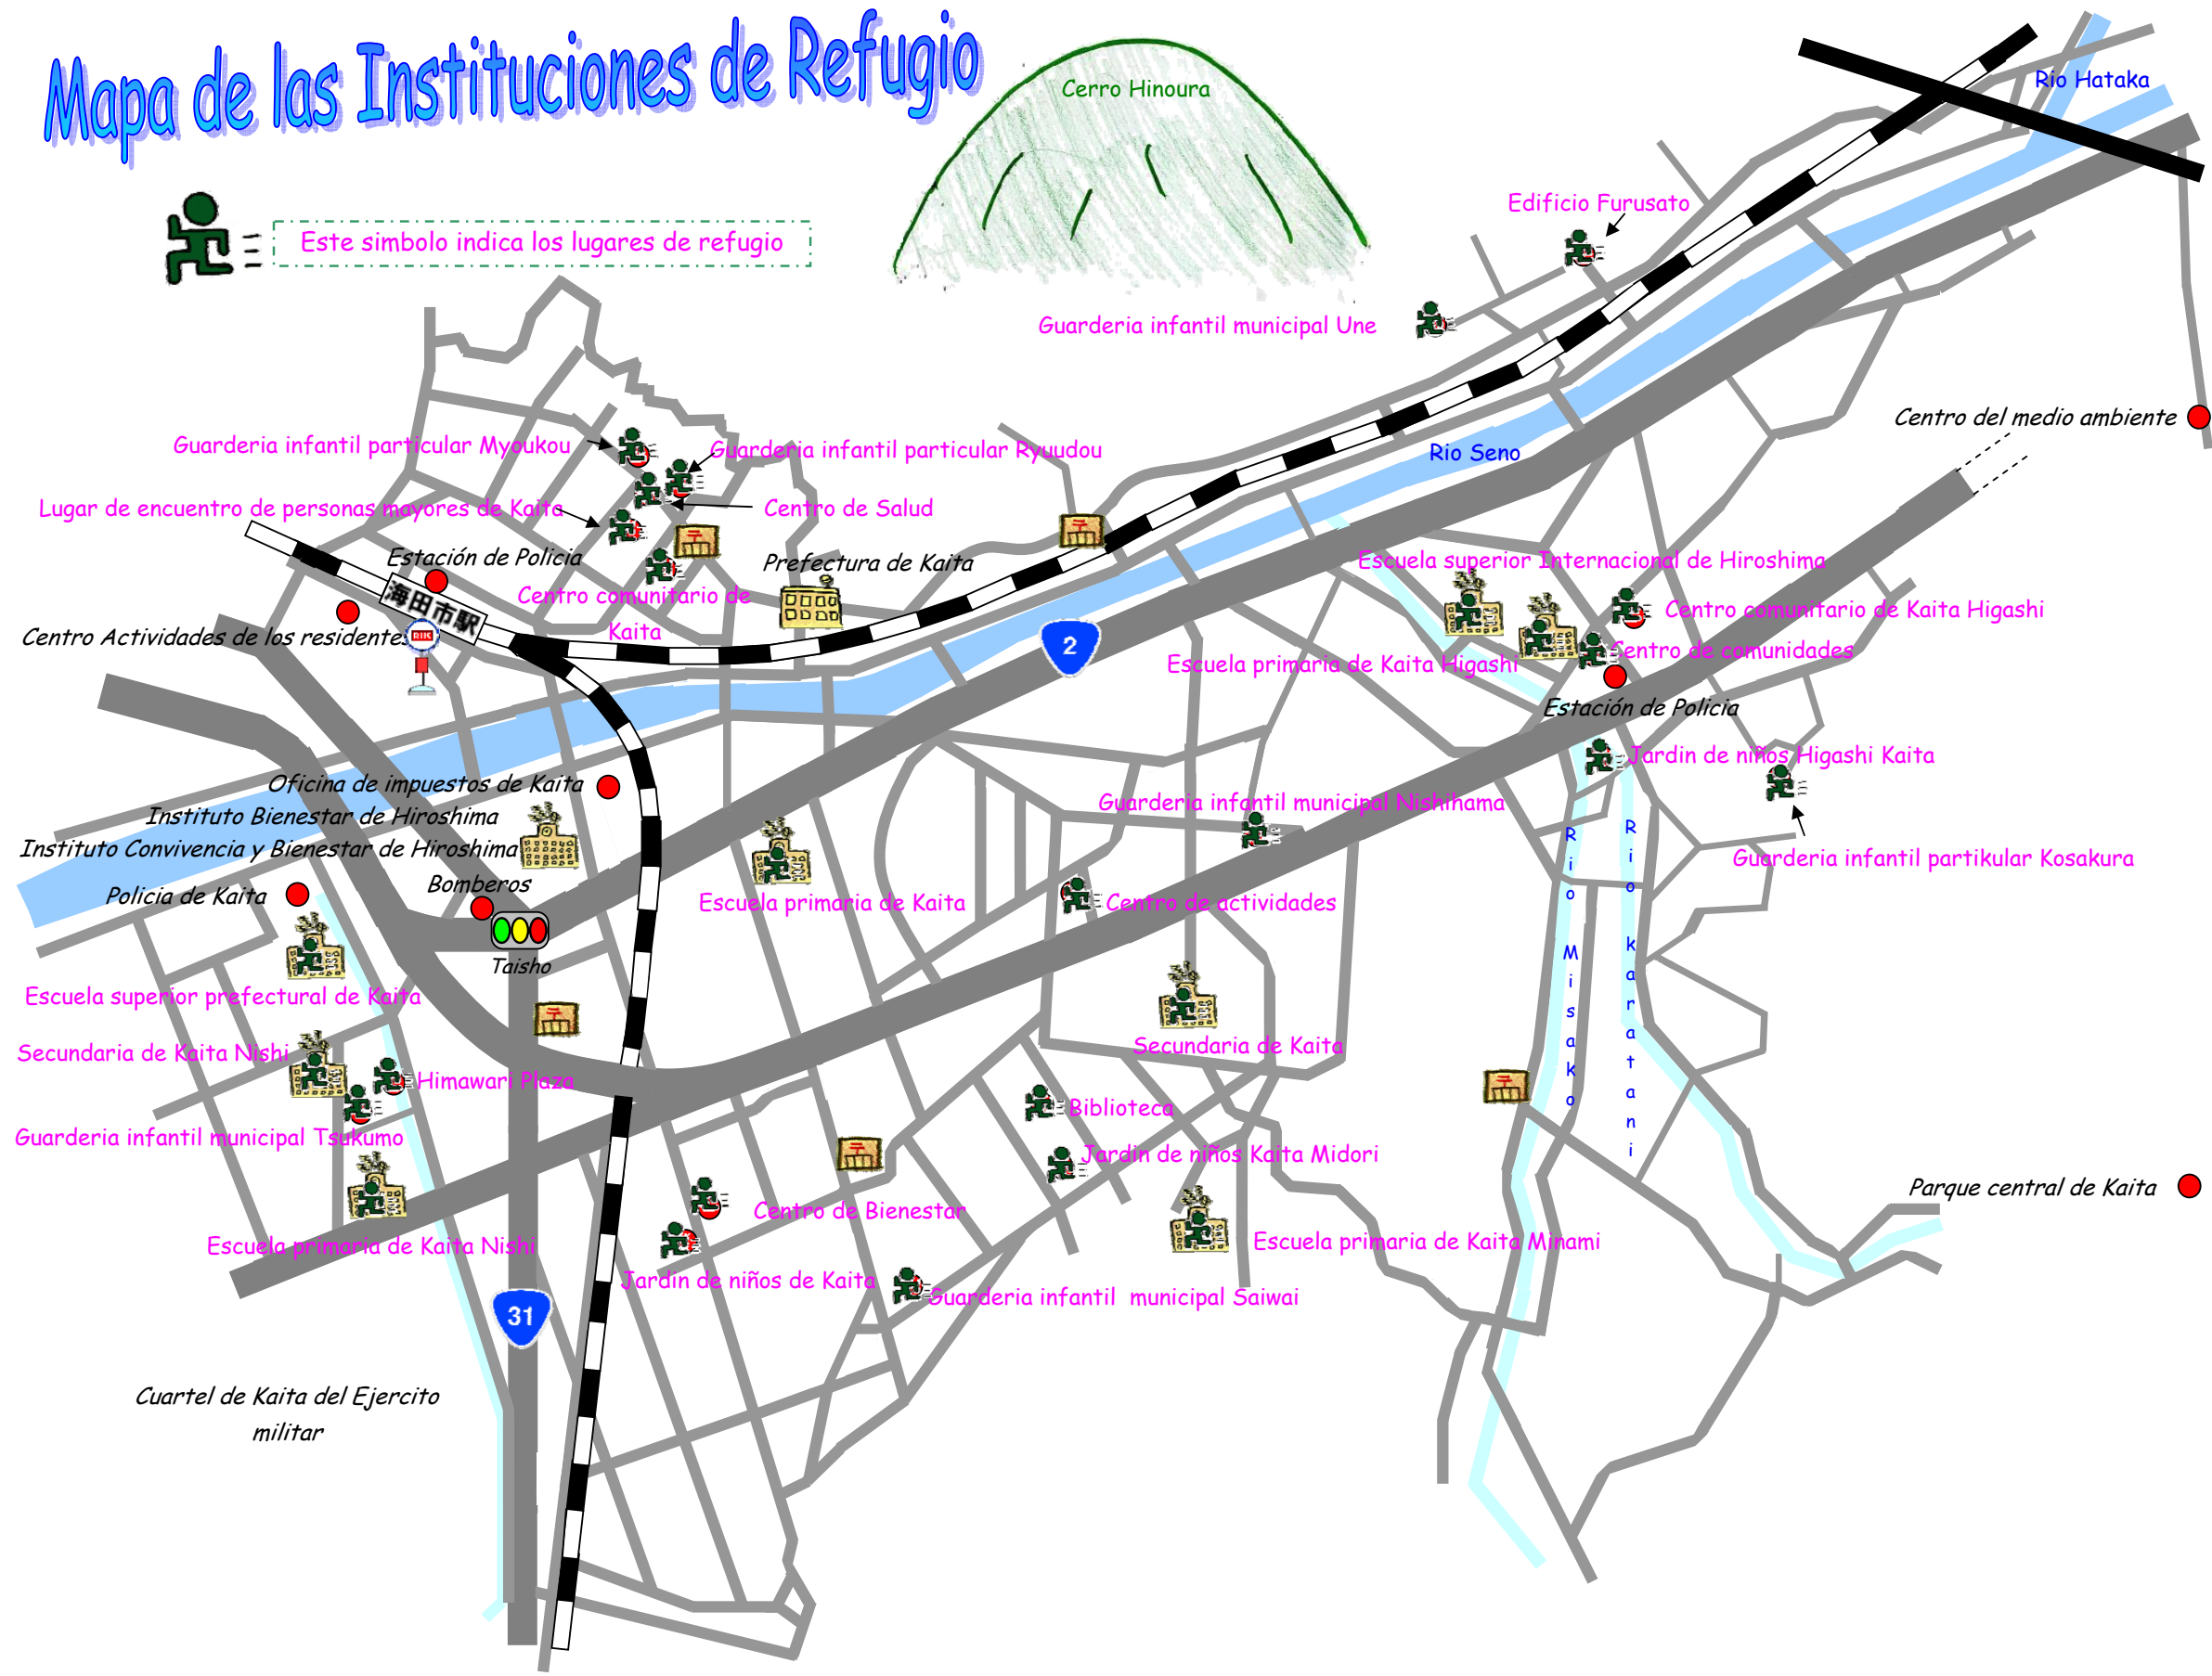 Mapa de las Instituciones de Refugio
Cerro Hinoura
Rio Hataka
Este simbolo indica los lugares de refugio
Edificio Furusato
Guarderia infantil municipal Une
Centro del medio ambiente
Guarderia infantil particular Myoukou
Guarderia infantil particular Ryuudou
Rio Seno
Lugar de encuentro de personas mayores de Kaita
Centro de Salud
Estación de Policia
Prefectura de Kaita
Escuela superior Internacional de Hiroshima
海田市駅
Centro comunitario de
Kaita
Centro comunitario de Kaita Higashi
Centro Actividades de los residentes
2
Escuela primaria de Kaita Higashi
Centro de comunidades
Estación de Policia
Jardin de niños Higashi Kaita
Oficina de impuestos de Kaita
Instituto Bienestar de Hiroshima
Guarderia infantil municipal Nishihama
Instituto Convivencia y Bienestar de Hiroshima
Guarderia infantil partikular Kosakura
Rio Misako
Rio karatani
Bomberos
Policia de Kaita
Escuela primaria de Kaita
Centro de actividades
Taisho
Escuela superior prefectural de Kaita
Secundaria de Kaita Nishi
Secundaria de Kaita
Himawari Plaza
Biblioteca
Guarderia infantil municipal Tsukumo
Jardin de niños Kaita Midori
Parque central de Kaita
Centro de Bienestar
Escuela primaria de Kaita Nishi
Escuela primaria de Kaita Minami
Jardin de niños de Kaita
Guarderia infantil municipal Saiwai
31
Cuartel de Kaita del Ejercito
militar